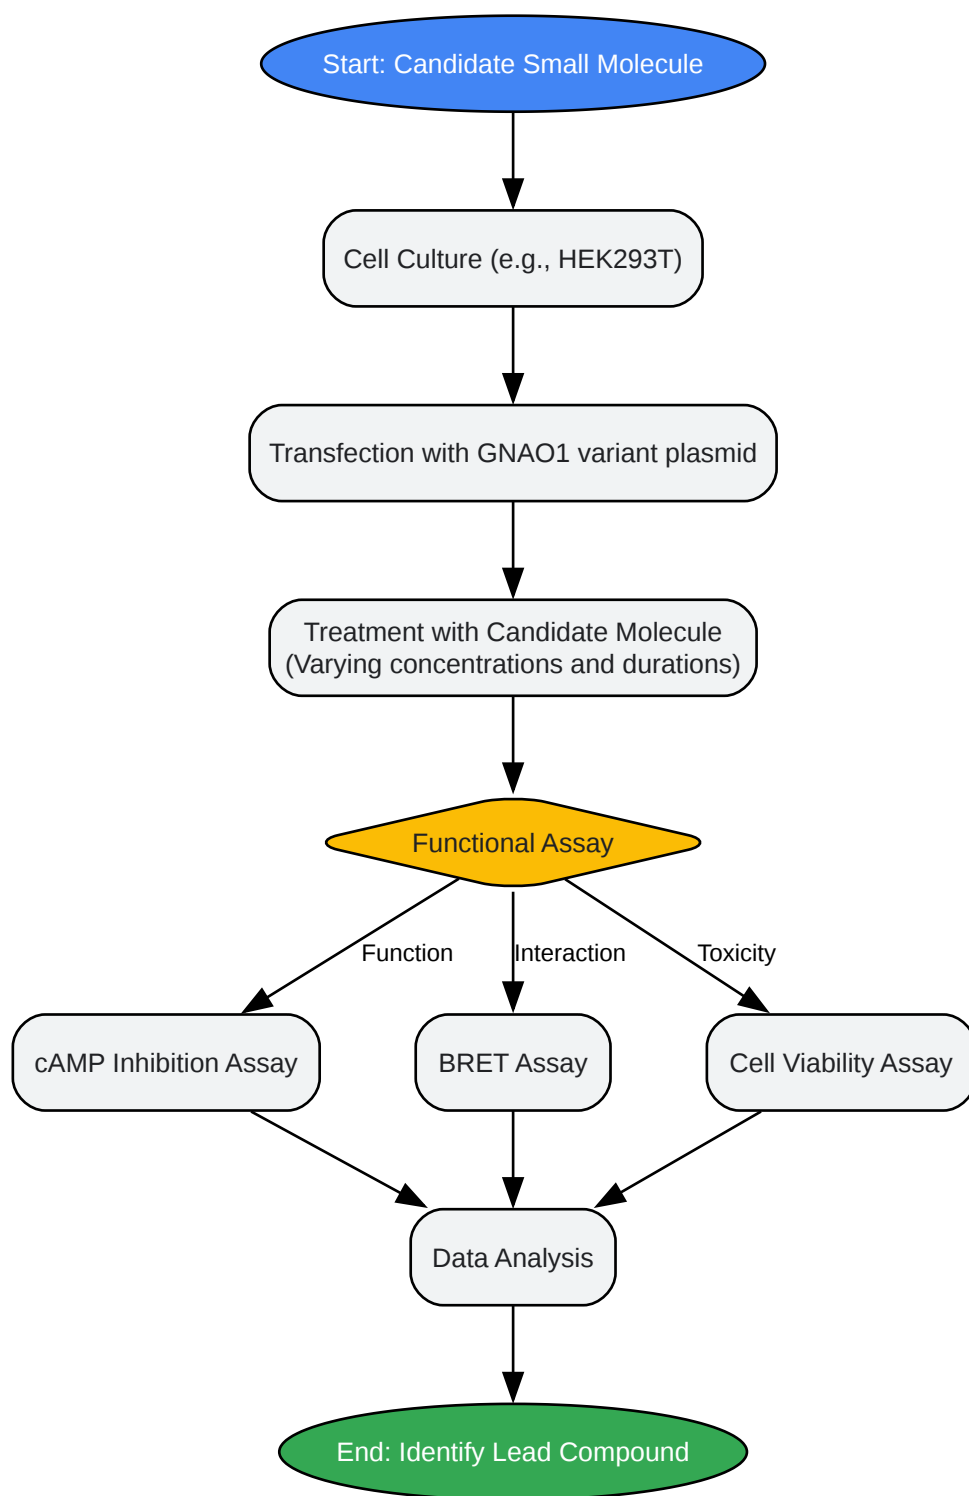 Start: Candidate Small Molecule
Cell Culture (e.g., HEK293T)
Transfection with GNAO1 variant plasmid
Treatment with Candidate Molecule
(Varying concentrations and durations)
Functional Assay
Function
Interaction
Toxicity
cAMP Inhibition Assay
BRET Assay
Cell Viability Assay
Data Analysis
End: Identify Lead Compound